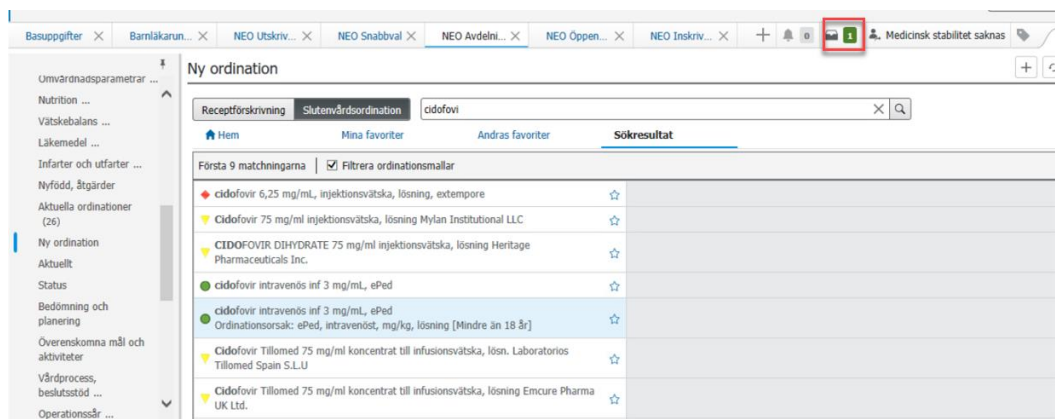 Basuppgifter
Barnläkarun...
NEO Utskriv...
NEO Snabbval
NEO Avdelni...
NEO Öppen...
NEO Inskriv...
0
1
Medicinsk stabilitet saknas
Omvårdnadsparametrar ...
Nutrition ...
Vätskebalans ...
Läkemedel ...
Infarter och utfarter ...
Nyfödd, åtgärder
Aktuella ordinationer
(26)
Ny ordination
Aktuellt
Status
Bedömning och
planering
Överenskomna mål och
aktiviteter
Vårdprocess,
beslutsstöd ...
Operationssår ...
Ny ordination
Receptförskrivning
Slutenvårdsordination
cidofovi
Hem
Mina favoriter
Andras favoriter
Sökresultat
Första 9 matchningarna
Filtrera ordinationsmallar
cidofovir 6,25 mg/mL, injektionsvätska, lösning, extempore
Cidofovir 75 mg/ml injektionsvätska, lösning Mylan Institutional LLC
CIDOFOVIR DIHYDRATE 75 mg/ml injektionsvätska, lösning Heritage
Pharmaceuticals Inc.
cidofovir intravenös inf 3 mg/mL, ePed
cidofovir intravenös inf 3 mg/mL, ePed
Ordinationsorsak: ePed, intravenöst, mg/kg, lösning [Mindre än 18 år]
Cidofovir Tillomed 75 mg/ml koncentrat till infusionsvätska, lösn. Laboratorios
Tillomed Spain S.L.U
Cidofovir Tillomed 75 mg/ml koncentrat till infusionsvätska, lösning Emcure Pharma
UK Ltd.